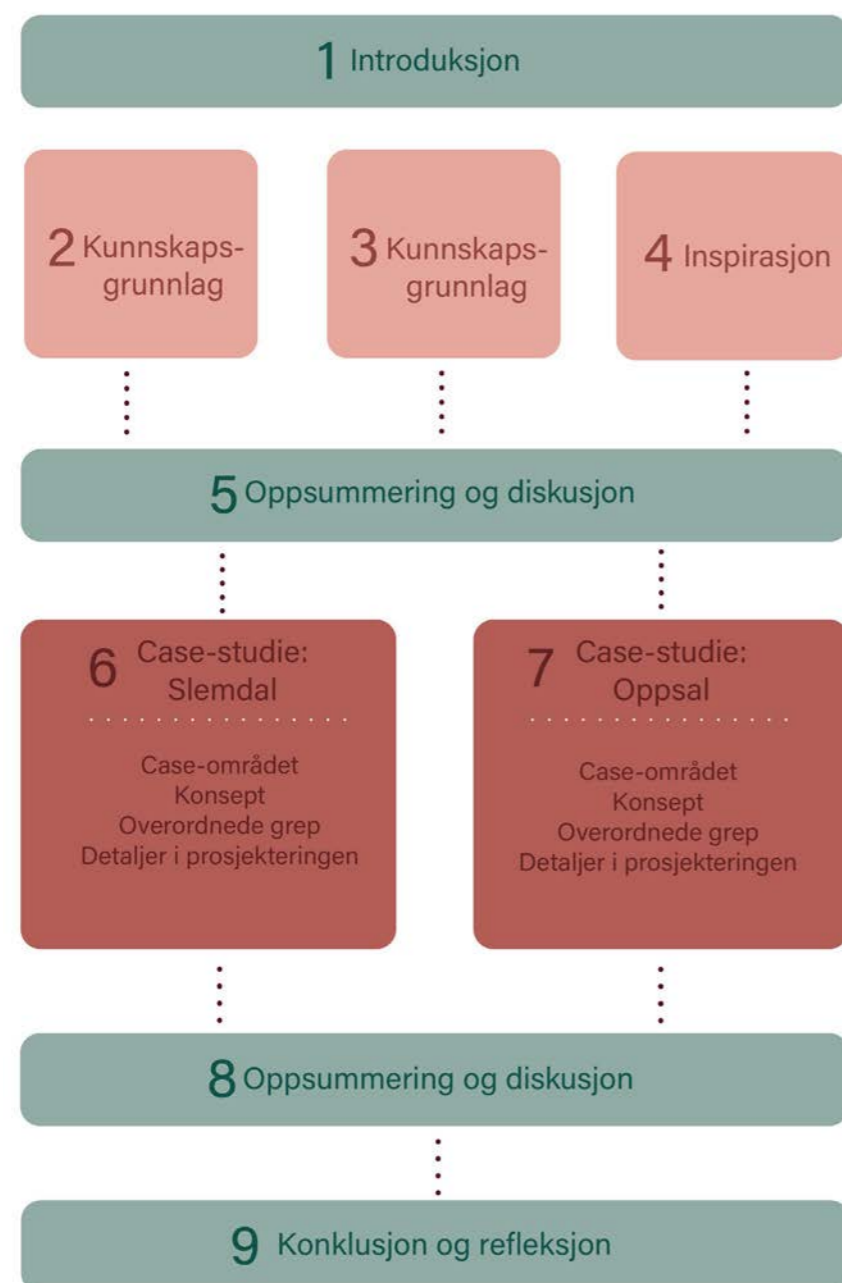 1 Introduksjon
2 Kunnskaps-
grunnlag
3 Kunnskaps-
grunnlag
4 Inspirasjon
5 Oppsummering og diskusjon
6 Case-studie:
Slemdal
Case-området
Konsept
Overordnede grep
Detaljer i prosjekteringen
7 Case-studie:
Oppsal
Case-området
Konsept
Overordnede grep
Detaljer i prosjekteringen
8 Oppsummering og diskusjon
9 Konklusjon og refleksjon